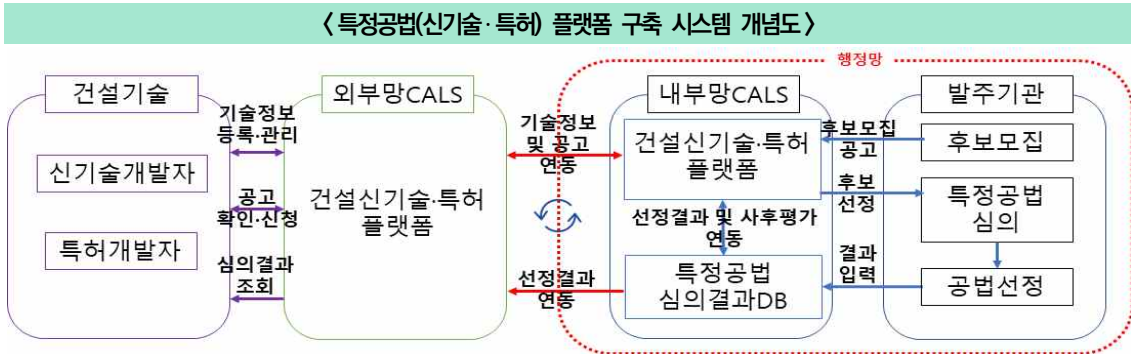 〈 특정공법(신기술·특허) 플랫폼 구축 시스템 개념도 〉
행정망
건설기술
신기술개발자
특허개발자
기술정보
등록·관리
공고
확인·신청
심의결과
조회
외부망CALS
건설신기술·특허
플랫폼
기술정보
및 공고
연동
선정결과
연동
내부망CALS
건설신기술·특허
플랫폼
선정결과 및 사후평가
연동
특정공법
심의결과DB
후보모집
공고
후보
선정
결과
입력
발주기관
후보모집
특정공법
심의
공법선정